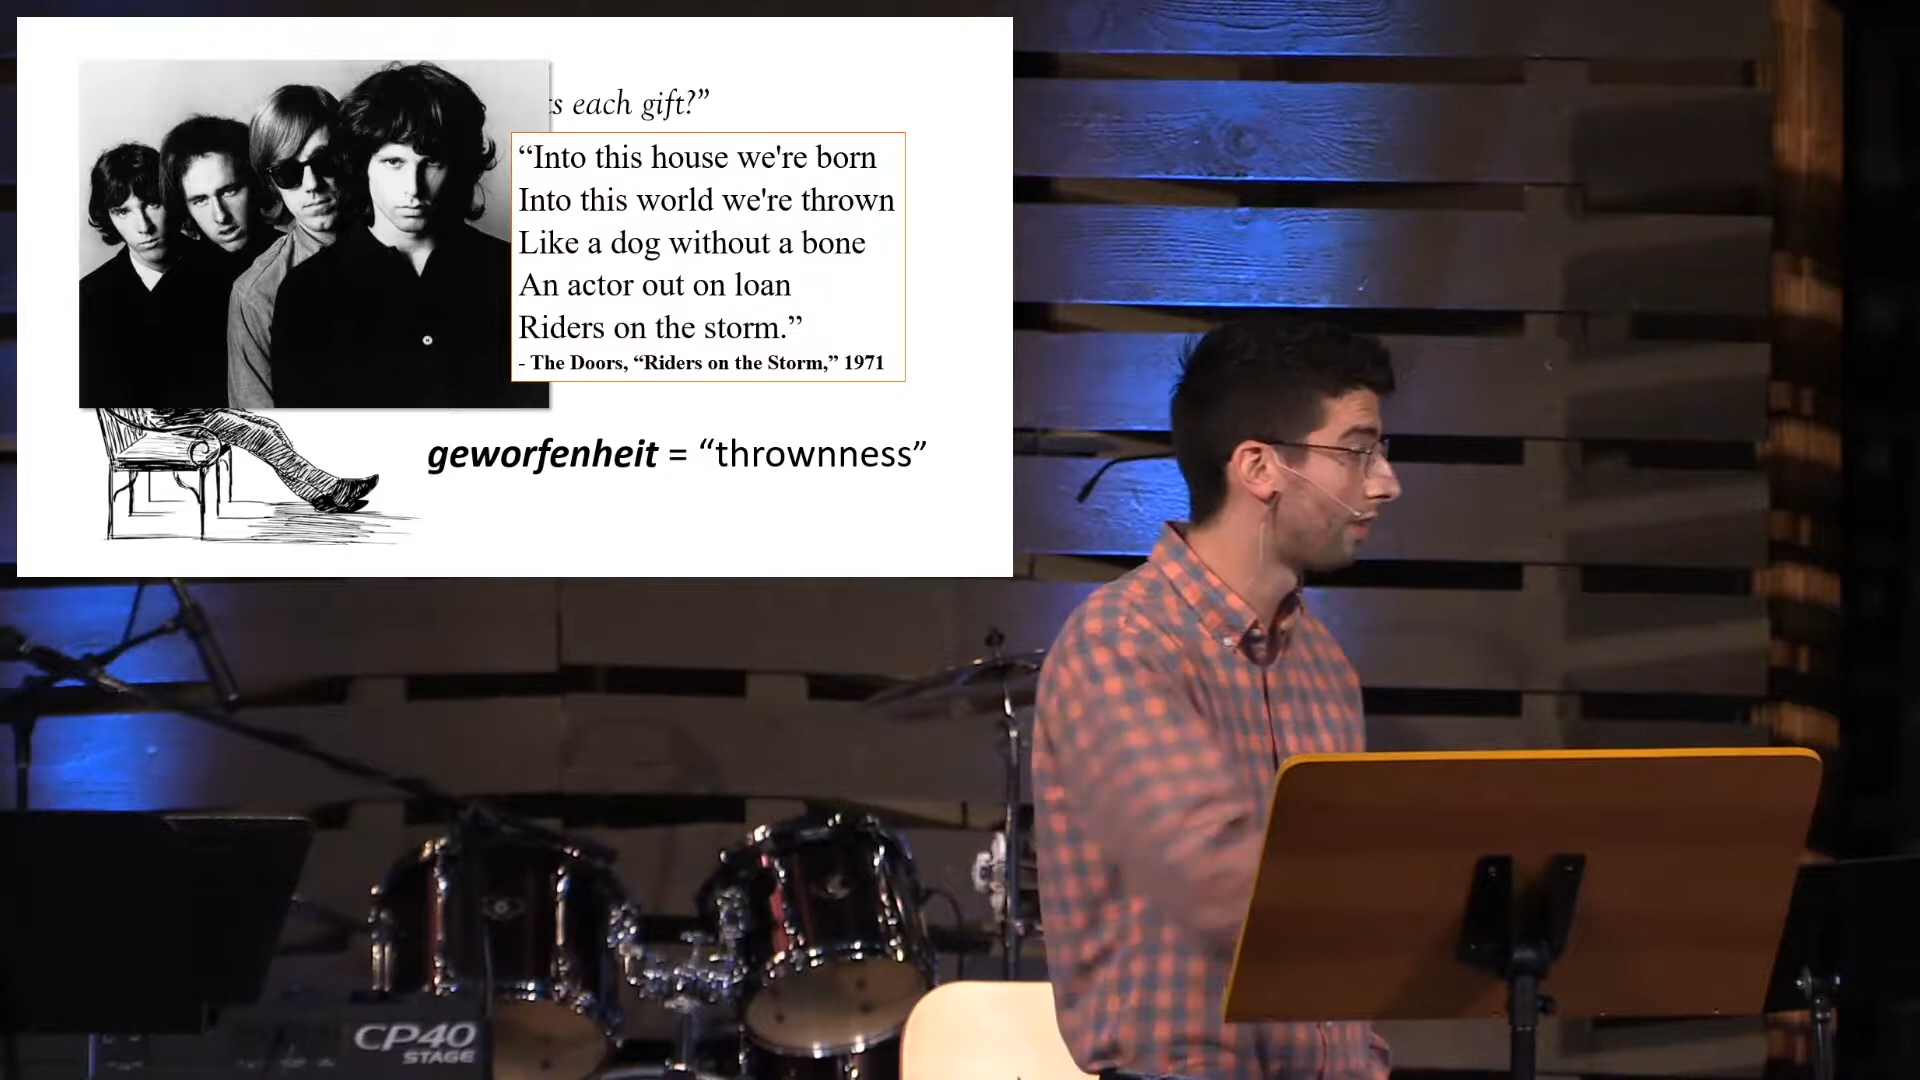 each gift?”
“Into this house we're born
Into this world we're thrown
Like a dog without a bone
An actor out on loan
Riders on the storm.”
- The Doors, “Riders on the Storm,” 1971
geworfenheit = “thrownness”
CP40
STAGE